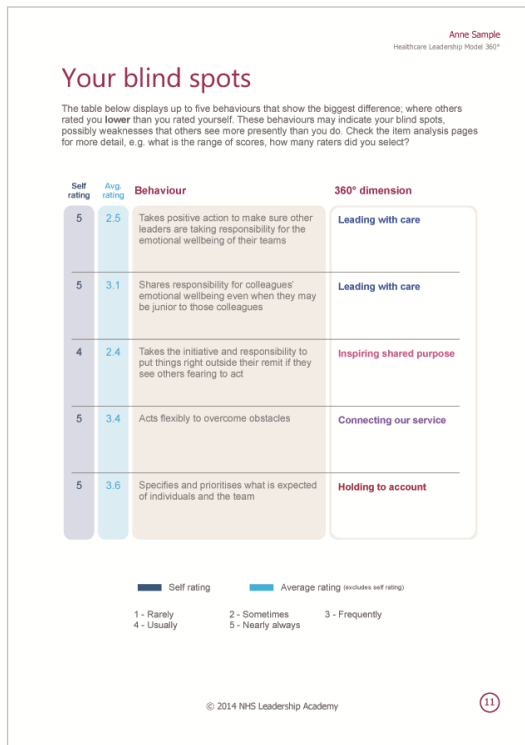 Anne Sample
Healthcare Leadership Model 360°
Your blind spots
The table below displays up to five behaviours that show the biggest difference; where others
rated you lower than you rated yourself. These behaviours may indicate your blind spots,
possibly weaknesses that others see more presently than you do. Check the item analysis pages
for more detail, e.g. what is the range of scores, how many raters did you select?
Self
rating
Avg.
rating
Behaviour
360° dimension
5
2.5
Takes positive action to make sure other
leaders are taking responsibility for the
emotional wellbeing of their teams
Leading with care
5
3.1
Shares responsibility for colleagues'
emotional wellbeing even when they may
be junior to those colleagues
Leading with care
4
2.4
Takes the initiative and responsibility to
put things right outside their remit if they
see others fearing to act
Inspiring shared purpose
5
3.4
Acts flexibly to overcome obstacles
Connecting our service
5
3.6
Specifies and prioritises what is expected
of individuals and the team
Holding to account
Self rating
Average rating (excludes self rating)
1 - Rarely 2 - Sometimes 3 - Frequently
4 - Usually 5 - Nearly always
© 2014 NHS Leadership Academy
11